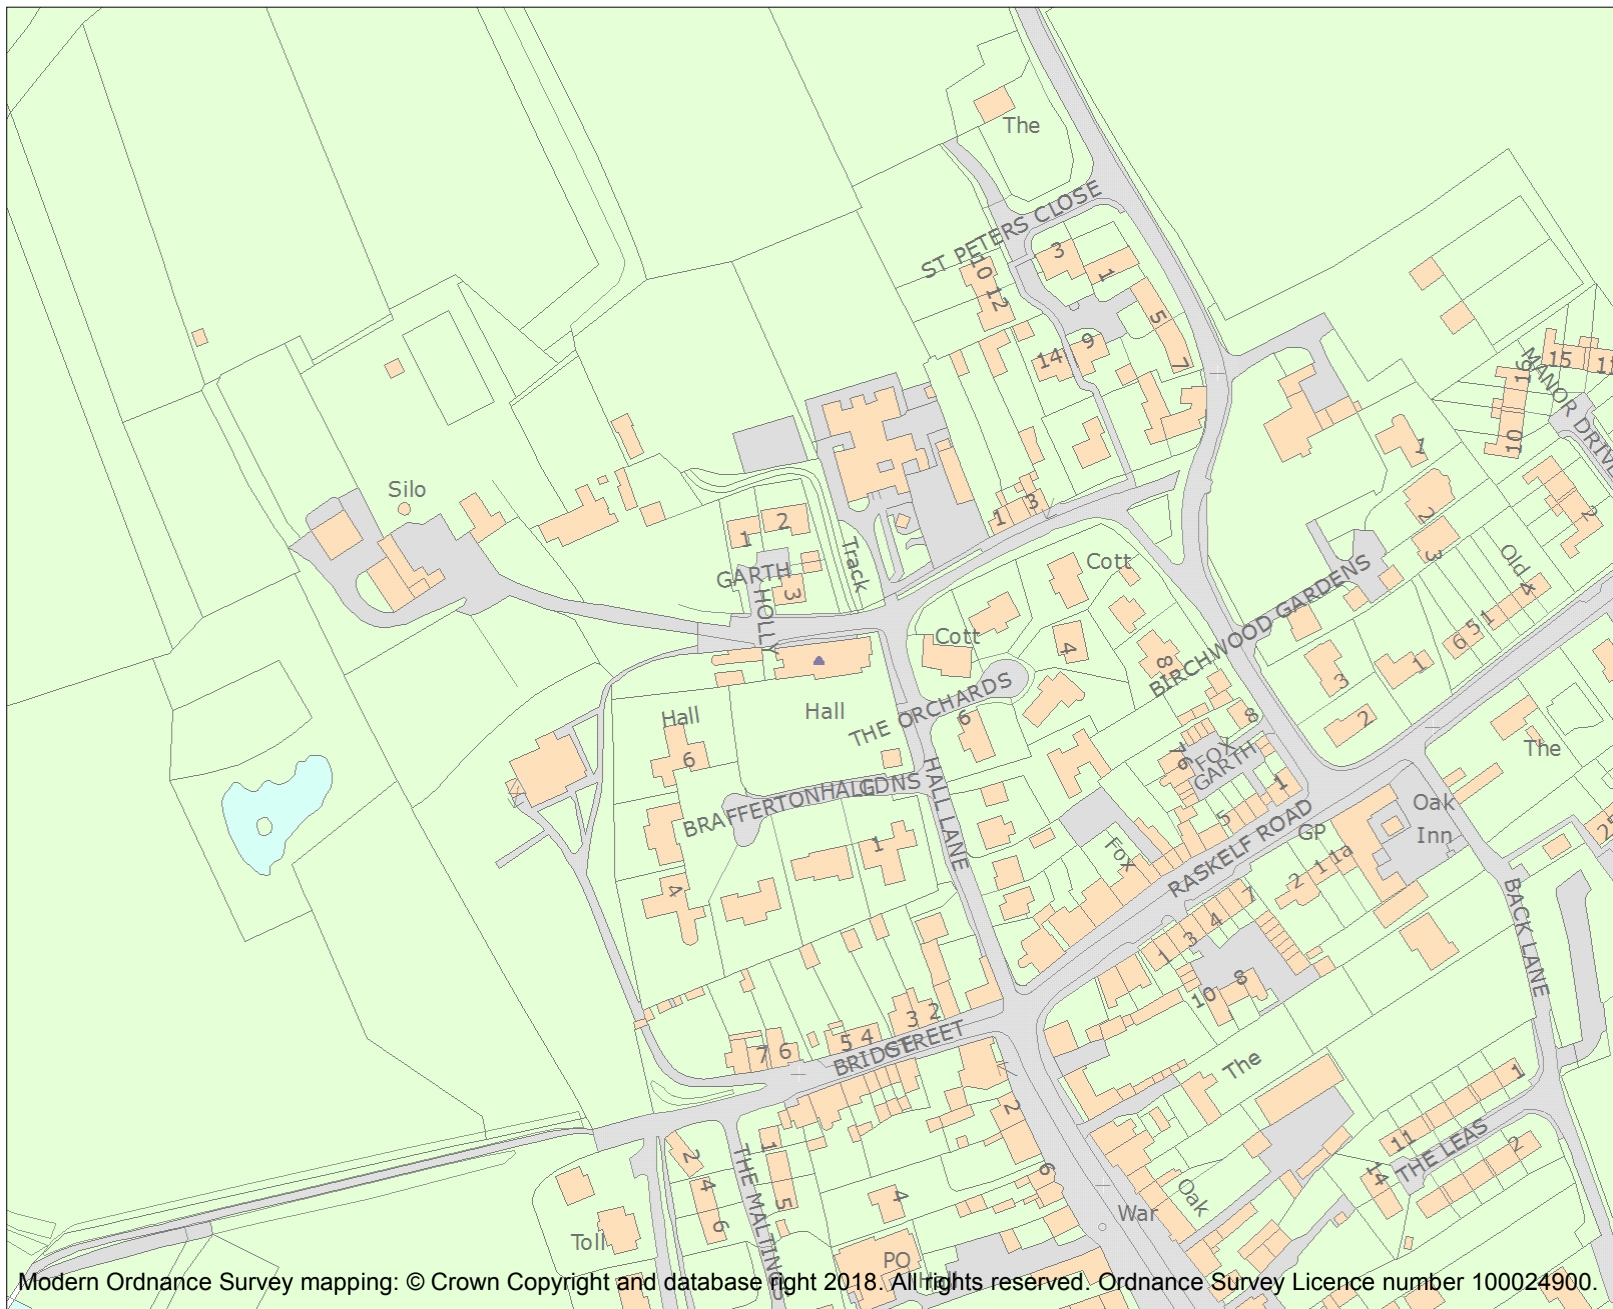 The
ST PETERS CLOSE
3
1
10
12
5
9
14
7
15
11
16
MANOR DRIVE
10
1
Silo
2
1
3
1
2
2
Track
GARTH
HOLLY
3
Cott
3
Old
4
BIRCHWOOD GARDENS
Cott
4
8
1
5
6
1
3
THE ORCHARDS
Hall
Hall
6
8
2
The
6
7
6
FOX
GARTH
HALL LANE
BRAFFERTON HALL GDNS
1
5
Oak
Inn
GP
RASKELF ROAD
25
1
Fox
1a
1
2
4
7
4
3
1
BACK LANE
8
10
2
3
4
5
6
7
BRIDGE STREET
The
1
2
11
THE LEAS
2
14
1
2
4
5
6
THE MALTINGS
4
6
Oak
War
Toll
PO
Modern Ordnance Survey mapping: © Crown Copyright and database right 2018. All rights reserved. Ordnance Survey Licence number 100024900.